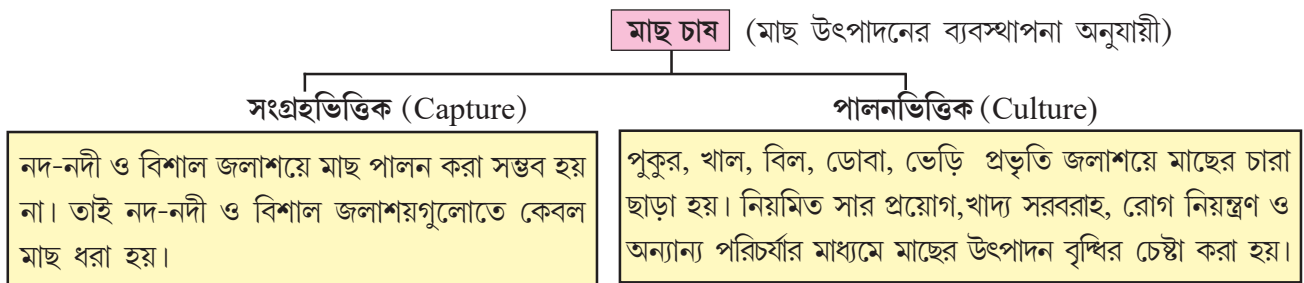 মাছ চাষ (মাছ উৎপাদনের ব্যবস্থাপনা অনুযায়ী)
সংগ্রহভিত্তিক (Capture)
নদ-নদী ও বিশাল জলাশয়ে মাছ পালন করা সম্ভব হয়
না। তাই নদ-নদী ও বিশাল জলাশয়গুলোতে কেবল
মাছ ধরা হয়।
পালনভিত্তিক (Culture)
পুকুর, খাল, বিল, ডোবা, ভেড়ি প্রভৃতি জলাশয়ে মাছের চারা
ছাড়া হয়। নিয়মিত সার প্রয়োগ,খাদ্য সরবরাহ, রোগ নিয়ন্ত্রণ ও
অন্যান্য পরিচর্যার মাধ্যমে মাছের উৎপাদন বৃদ্ধির চেষ্টা করা হয়।